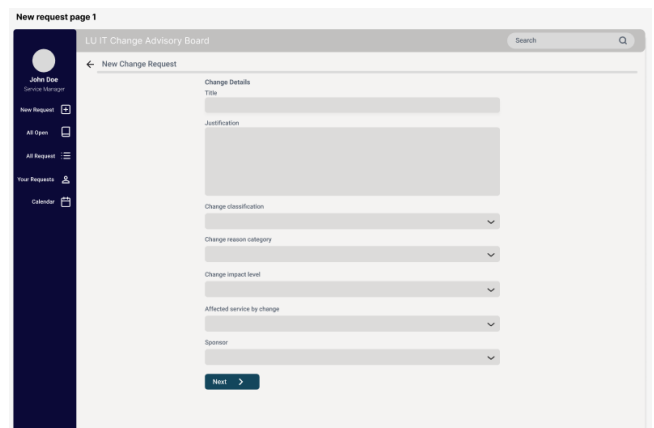 New request page 1
LU IT Change Advisory Board
Search
John Doe
Service Manager
New Request
All Open
All Request
Your Requests
Calendar
New Change Request
Change Details
Title
Justification
Change classification
Change reason category
Change impact level
Affected service by change
Sponsor
Next